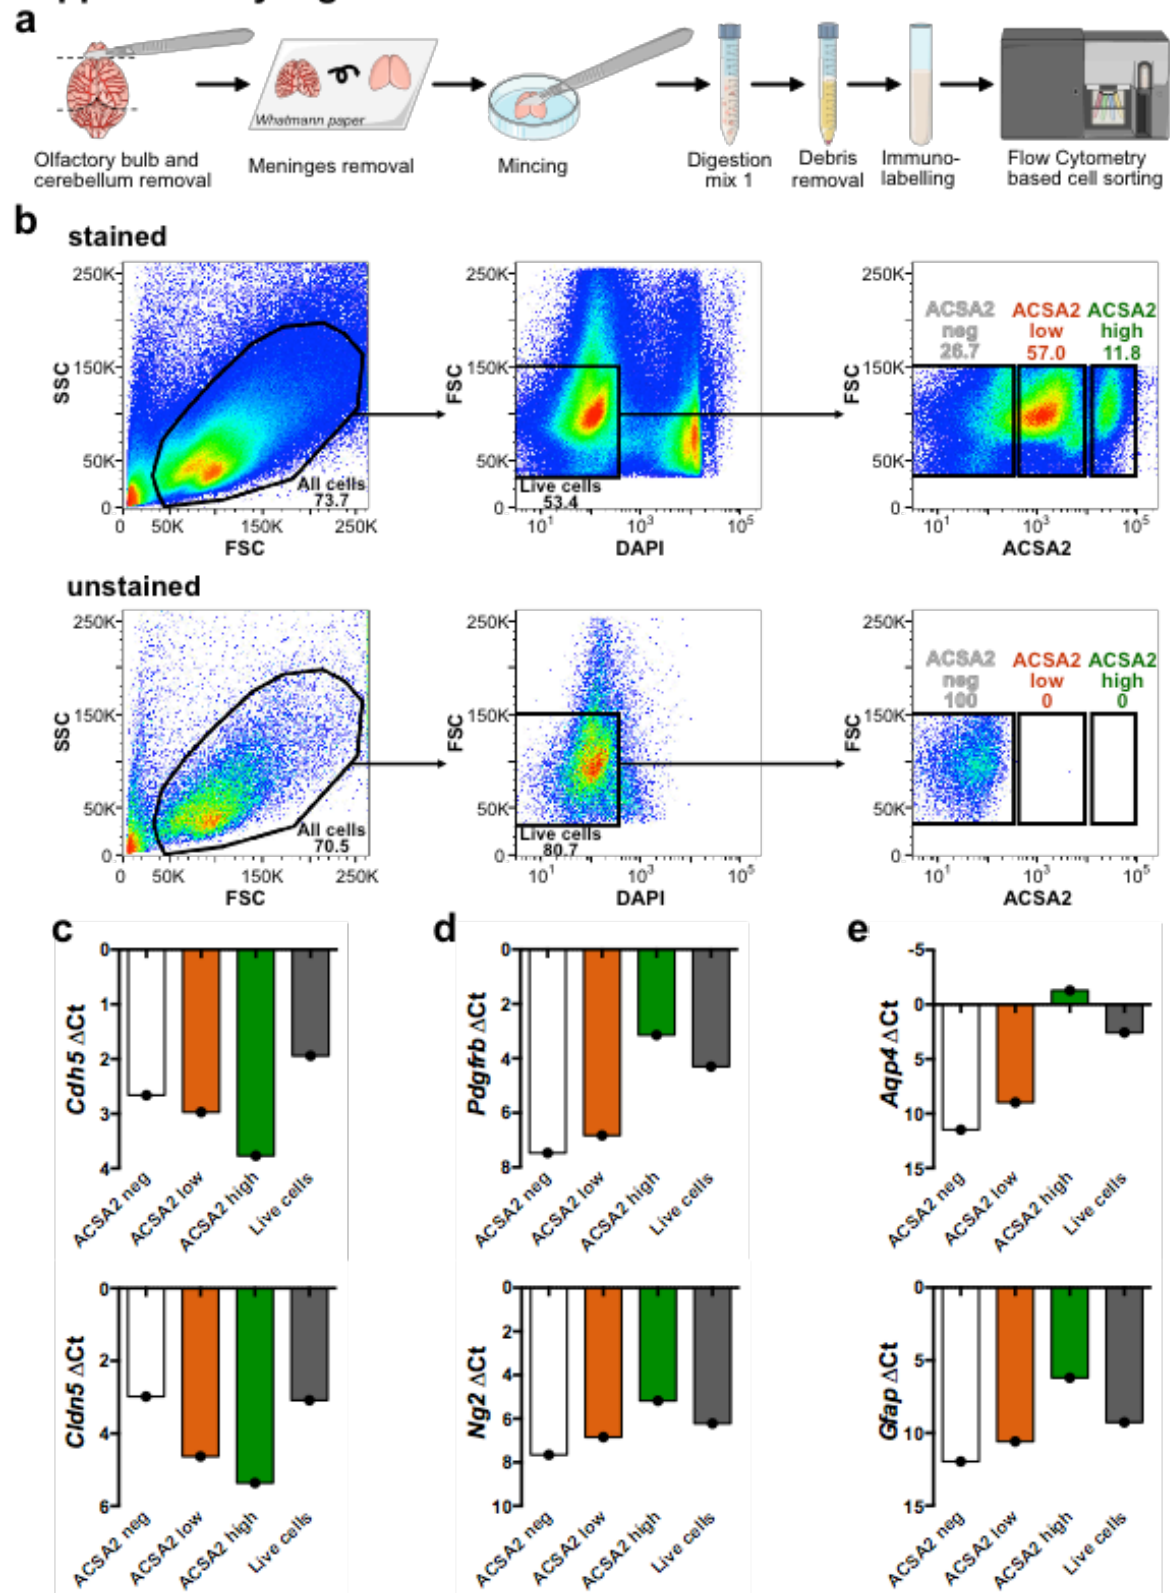 a
Whatmann paper
Olfactory bulb and
cerebellum removal
Meninges removal
Mincing
Digestion
mix 1
Debris
removal
Immuno-
labelling
Flow Cytometry
based cell sorting
b
stained
250K
150K
50K
0
SSC
All cells
73.7
0 50K 150K 250K
FSC
250K
150K
50K
0
FSC
Live cells
53.4
10¹ 10³ 10⁵
DAPI
ACSA2
neg
26.7
ACSA2
low
57.0
ACSA2
high
11.8
250K
150K
50K
0
FSC
10¹ 10³ 10⁵
ACSA2
unstained
250K
150K
50K
0
SSC
All cells
70.5
0 50K 150K 250K
FSC
250K
150K
50K
0
FSC
Live cells
80.7
10¹ 10³ 10⁵
DAPI
ACSA2
neg
100
ACSA2
low
0
ACSA2
high
0
250K
150K
50K
0
FSC
10¹ 10³ 10⁵
ACSA2
c
Cdh5 ΔCt
0
1
2
3
4
ACSA2 neg
ACSA2 low
ACSA2 high
Live cells
Cldn5 ΔCt
0
2
4
6
ACSA2 neg
ACSA2 low
ACSA2 high
Live cells
d
Pdgfrb ΔCt
0
2
4
6
8
ACSA2 neg
ACSA2 low
ACSA2 high
Live cells
Ng2 ΔCt
0
2
4
6
8
10
ACSA2 neg
ACSA2 low
ACSA2 high
Live cells
e
Aqp4 ΔCt
-5
0
5
10
15
ACSA2 neg
ACSA2 low
ACSA2 high
Live cells
Gfap ΔCt
0
5
10
15
ACSA2 neg
ACSA2 low
ACSA2 high
Live cells